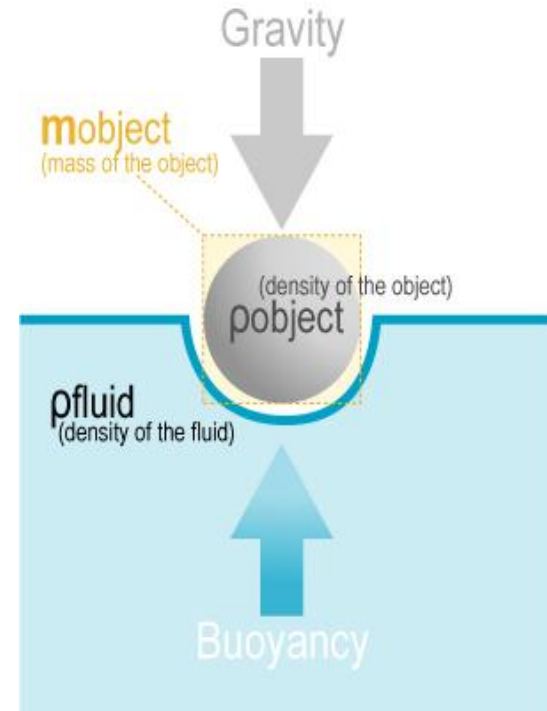 Gravity
mobject
(mass of the object)
(density of the object)
ρobject
ρfluid
(density of the fluid)
Buoyancy